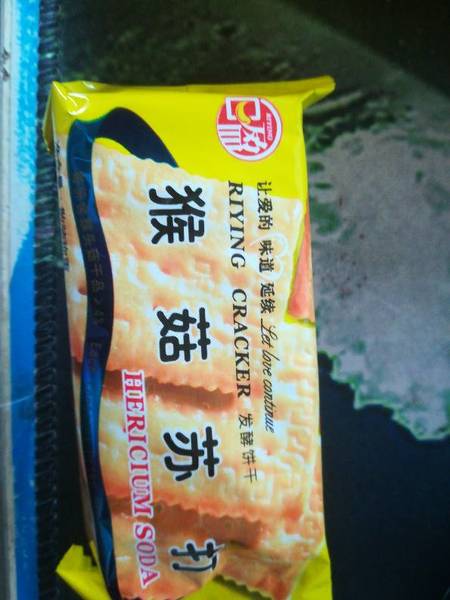 RIYING
让爱的 味道 延续 Let love continue
RIYING CRACKER 发酵饼干
猴菇苏打
HERICIUM SODA